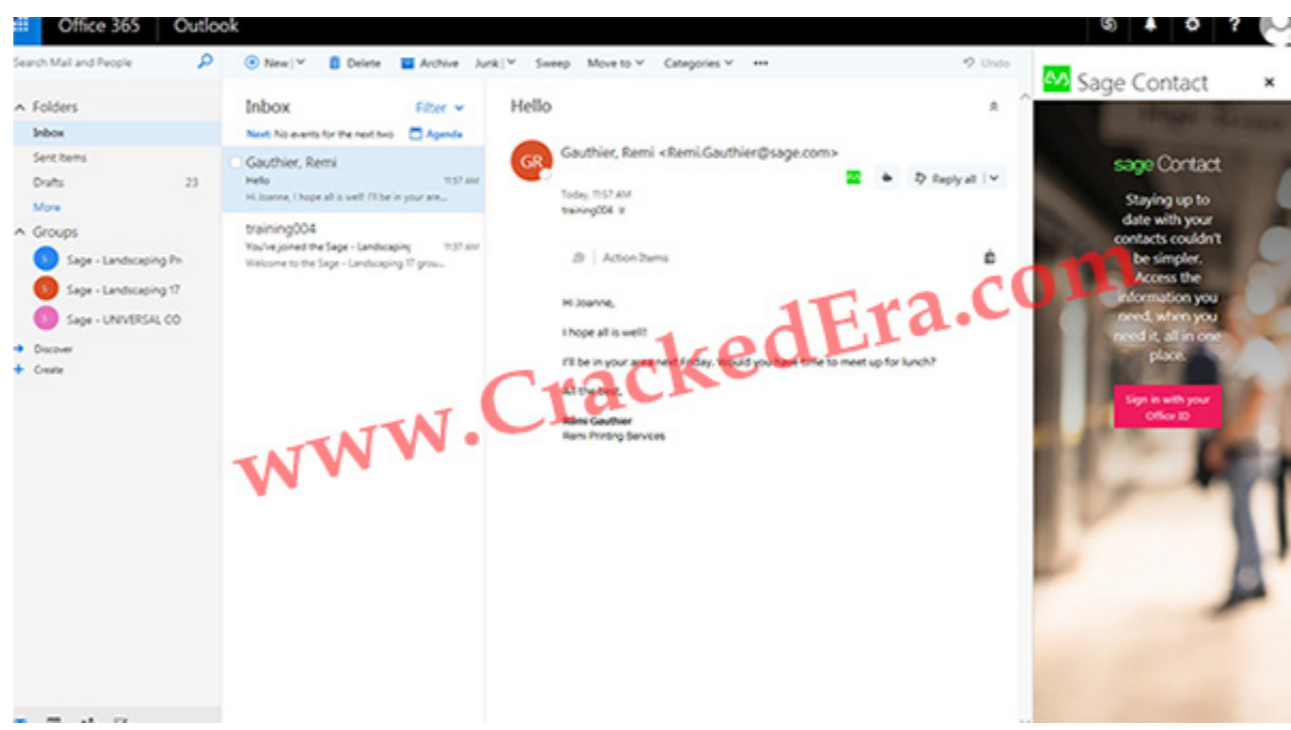 Office 365 Outlook
Search Mail and People
New Delete Archive Junk Sweep Move to Categories ••• Undo
Sage Contact ×
Folders
Inbox
Sent Items
Drafts 23
More
Groups
S Sage - Landscaping Pr
S Sage - Landscaping 17
S Sage - UNIVERSAL CO
Discover
Create
Inbox Filter
Next: No events for the next two Agenda
Gauthier, Remi
Hello 11:57 AM
Hi Joanne, I hope all is well! I'll be in your are...
training004
You've joined the Sage - Landscaping 11:37 AM
Welcome to the Sage - Landscaping 17 grou...
Hello
GR
Gauthier, Remi <Remi.Gauthier@sage.com>
Reply all
Today, 11:57 AM
training004
Action Items
Hi Joanne,
I hope all is well!!
I'll be in your area next Friday. Would you have time to meet up for lunch?
All the best,
Remi Gauthier
Remi Printing Services
sage Contact
Staying up to
date with your
contacts couldn't
be simpler.
Access the
information you
need, when you
need it, all in one
place.
Sign in with your
Office ID
www.CrackedEra.com